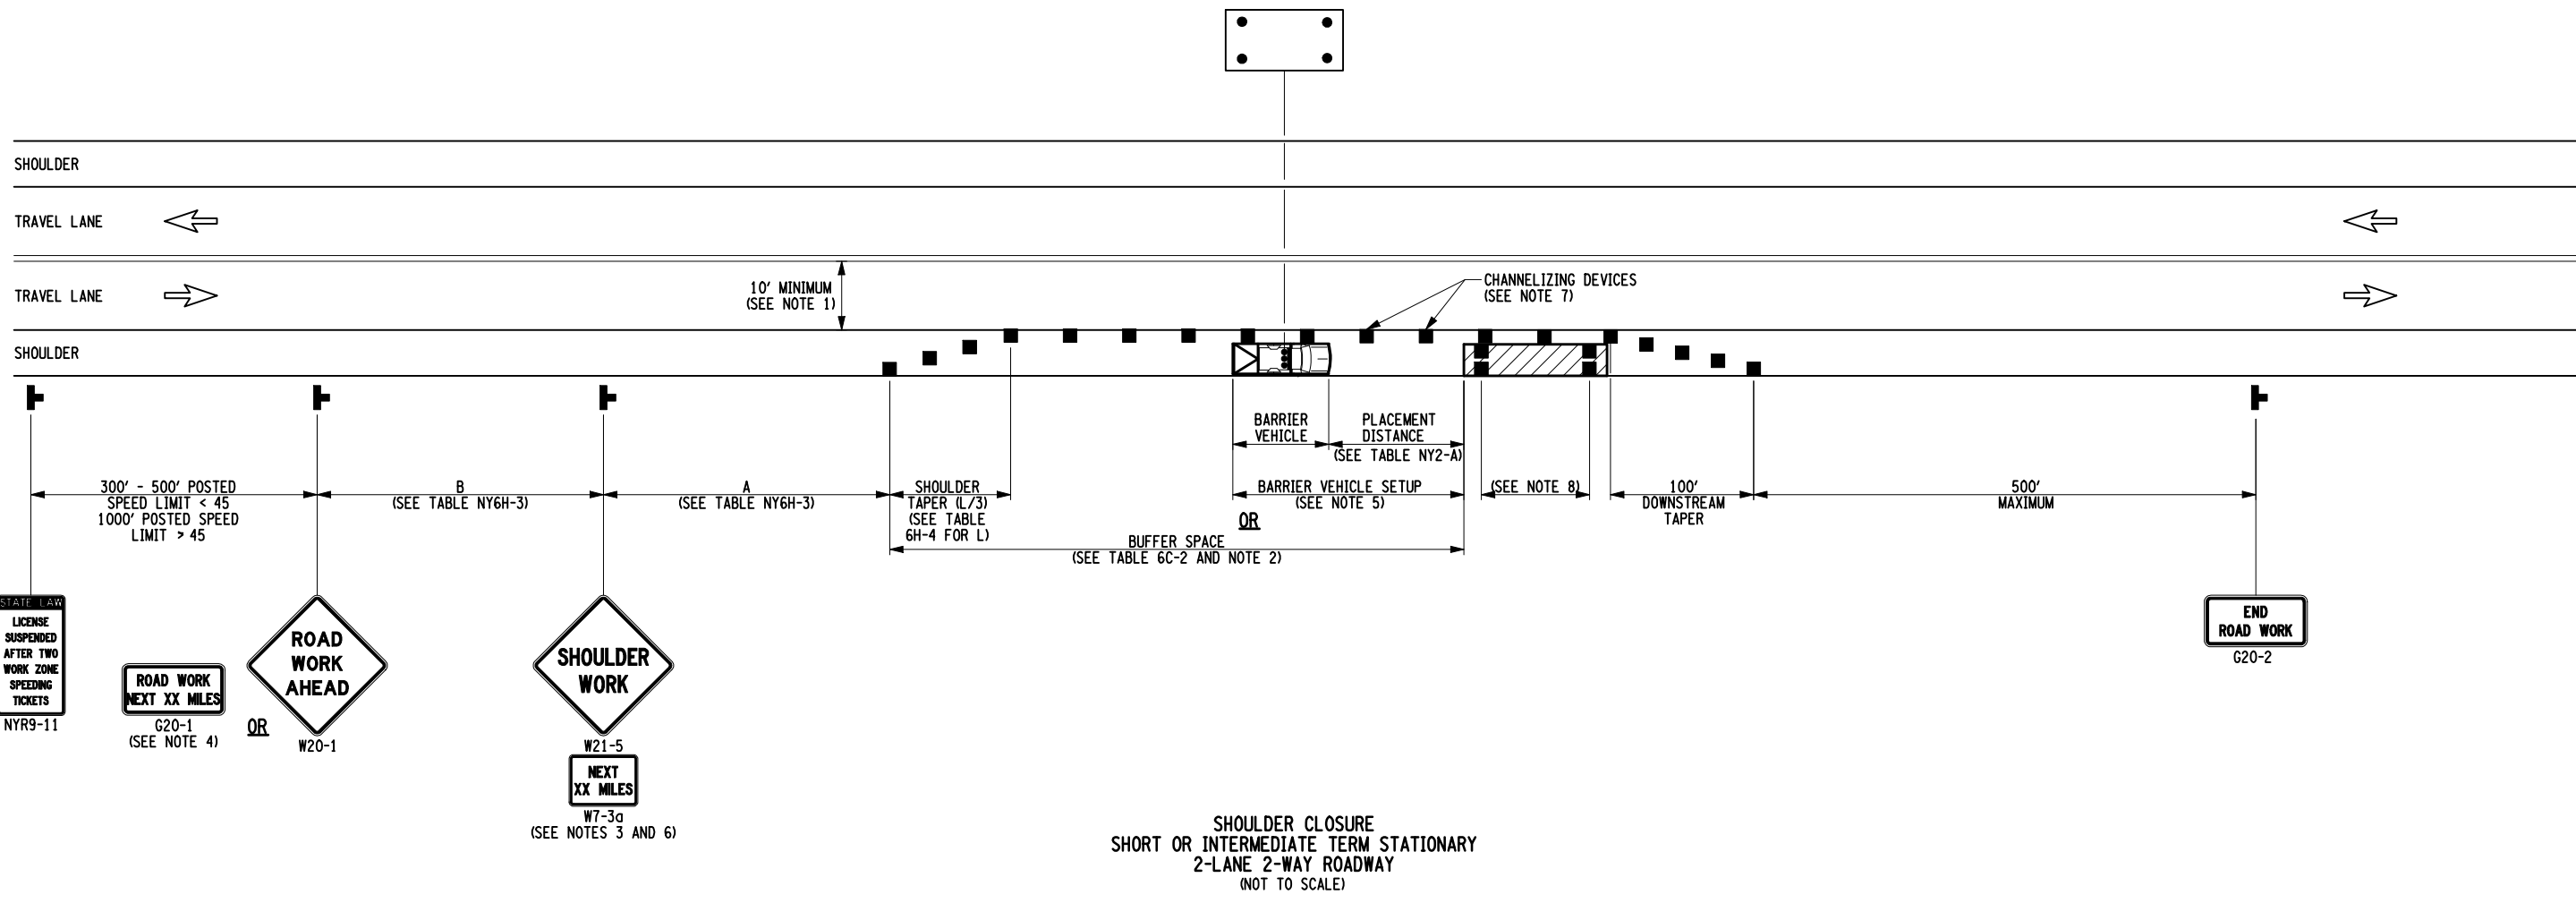 SHOULDER
TRAVEL LANE
TRAVEL LANE
SHOULDER
10' MINIMUM
(SEE NOTE 1)
CHANNELIZING DEVICES
(SEE NOTE 7)
BARRIER
VEHICLE
PLACEMENT
DISTANCE
(SEE TABLE NY2-A)
300' - 500' POSTED
SPEED LIMIT < 45
1000' POSTED SPEED
LIMIT > 45
B
(SEE TABLE NY6H-3)
A
(SEE TABLE NY6H-3)
SHOULDER
TAPER (L/3)
(SEE TABLE
6H-4 FOR L)
BARRIER VEHICLE SETUP
(SEE NOTE 5)
OR
BUFFER SPACE
(SEE TABLE 6C-2 AND NOTE 2)
(SEE NOTE 8)
100'
DOWNSTREAM
TAPER
500'
MAXIMUM
STATE LAW
LICENSE
SUSPENDED
AFTER TWO
WORK ZONE
SPEEDING
TICKETS
NYR9-11
ROAD WORK
NEXT XX MILES
G20-1
(SEE NOTE 4)
OR
ROAD
WORK
AHEAD
W20-1
SHOULDER
WORK
W21-5
NEXT
XX MILES
W7-3a
(SEE NOTES 3 AND 6)
END
ROAD WORK
G20-2
SHOULDER CLOSURE
SHORT OR INTERMEDIATE TERM STATIONARY
2-LANE 2-WAY ROADWAY
(NOT TO SCALE)